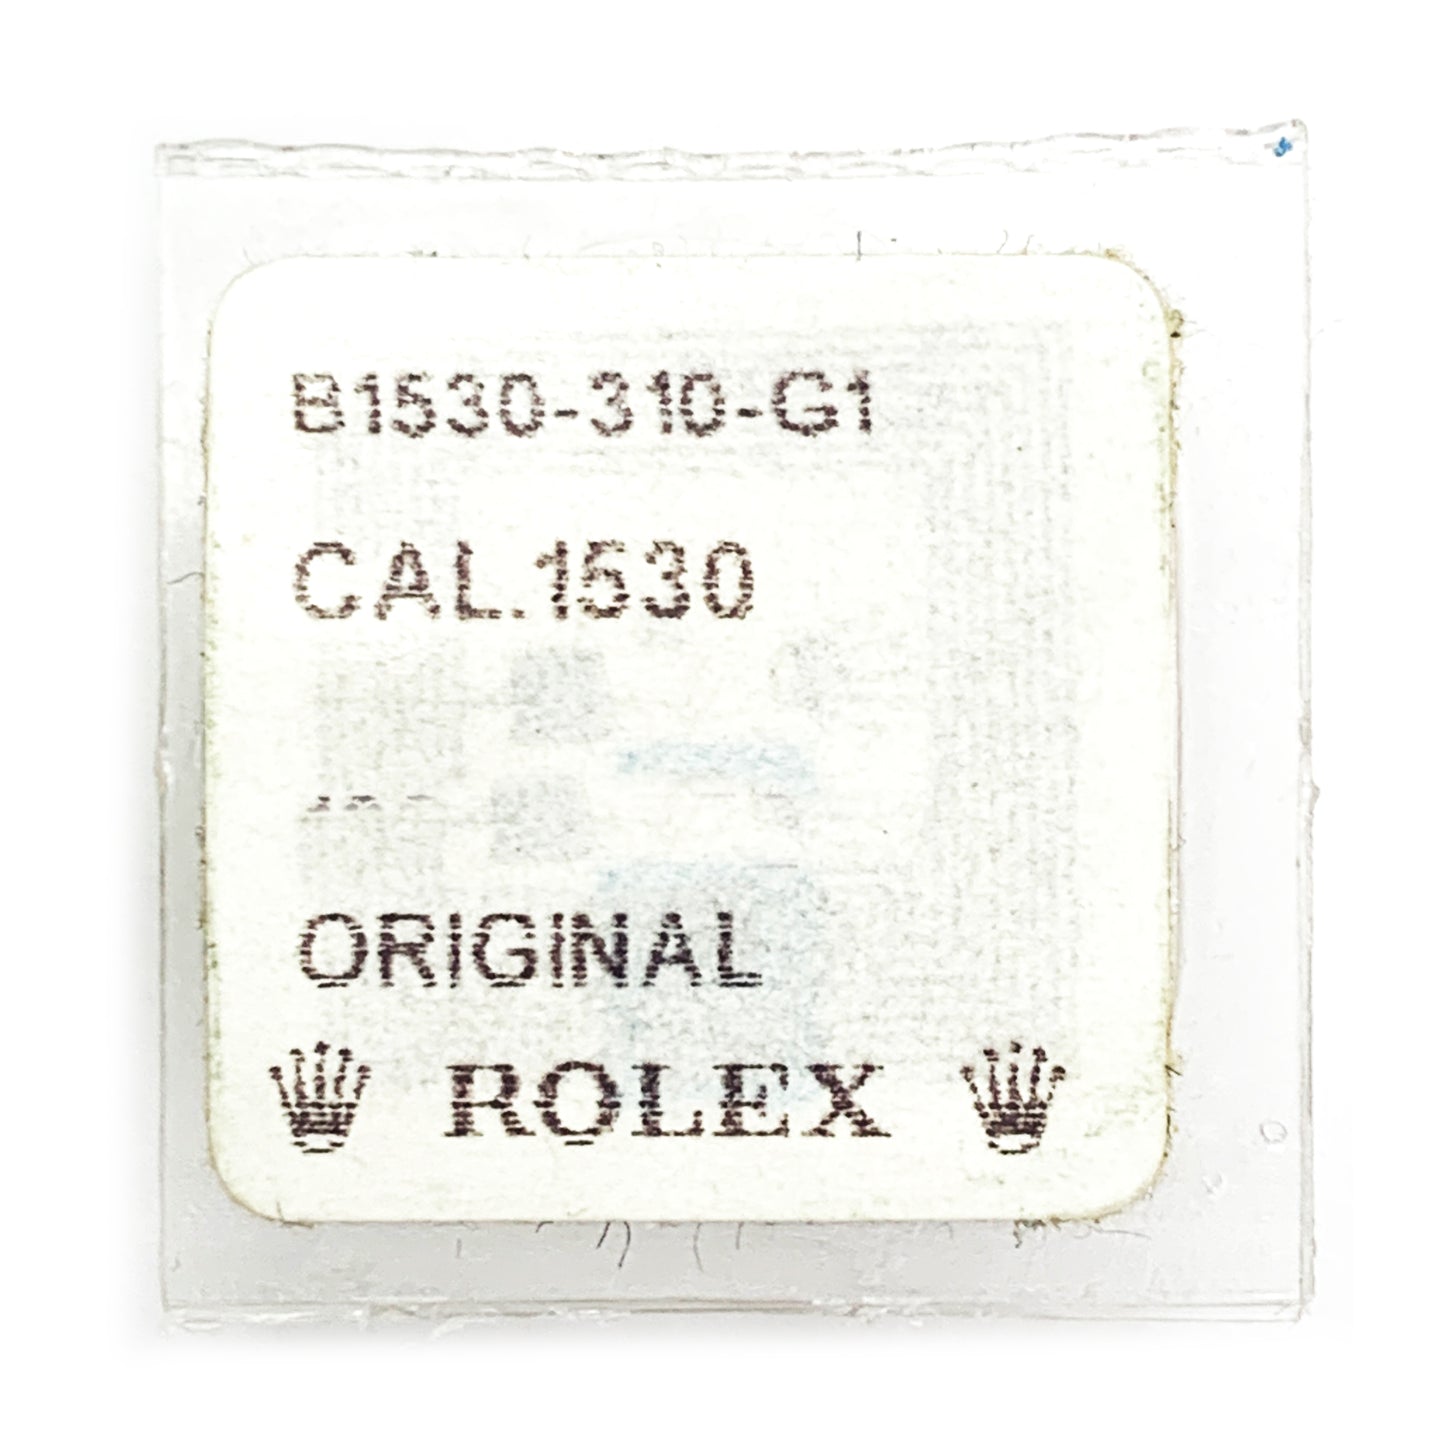 B1530-310-G1
CAL.1530
ORIGINAL
ROLEX